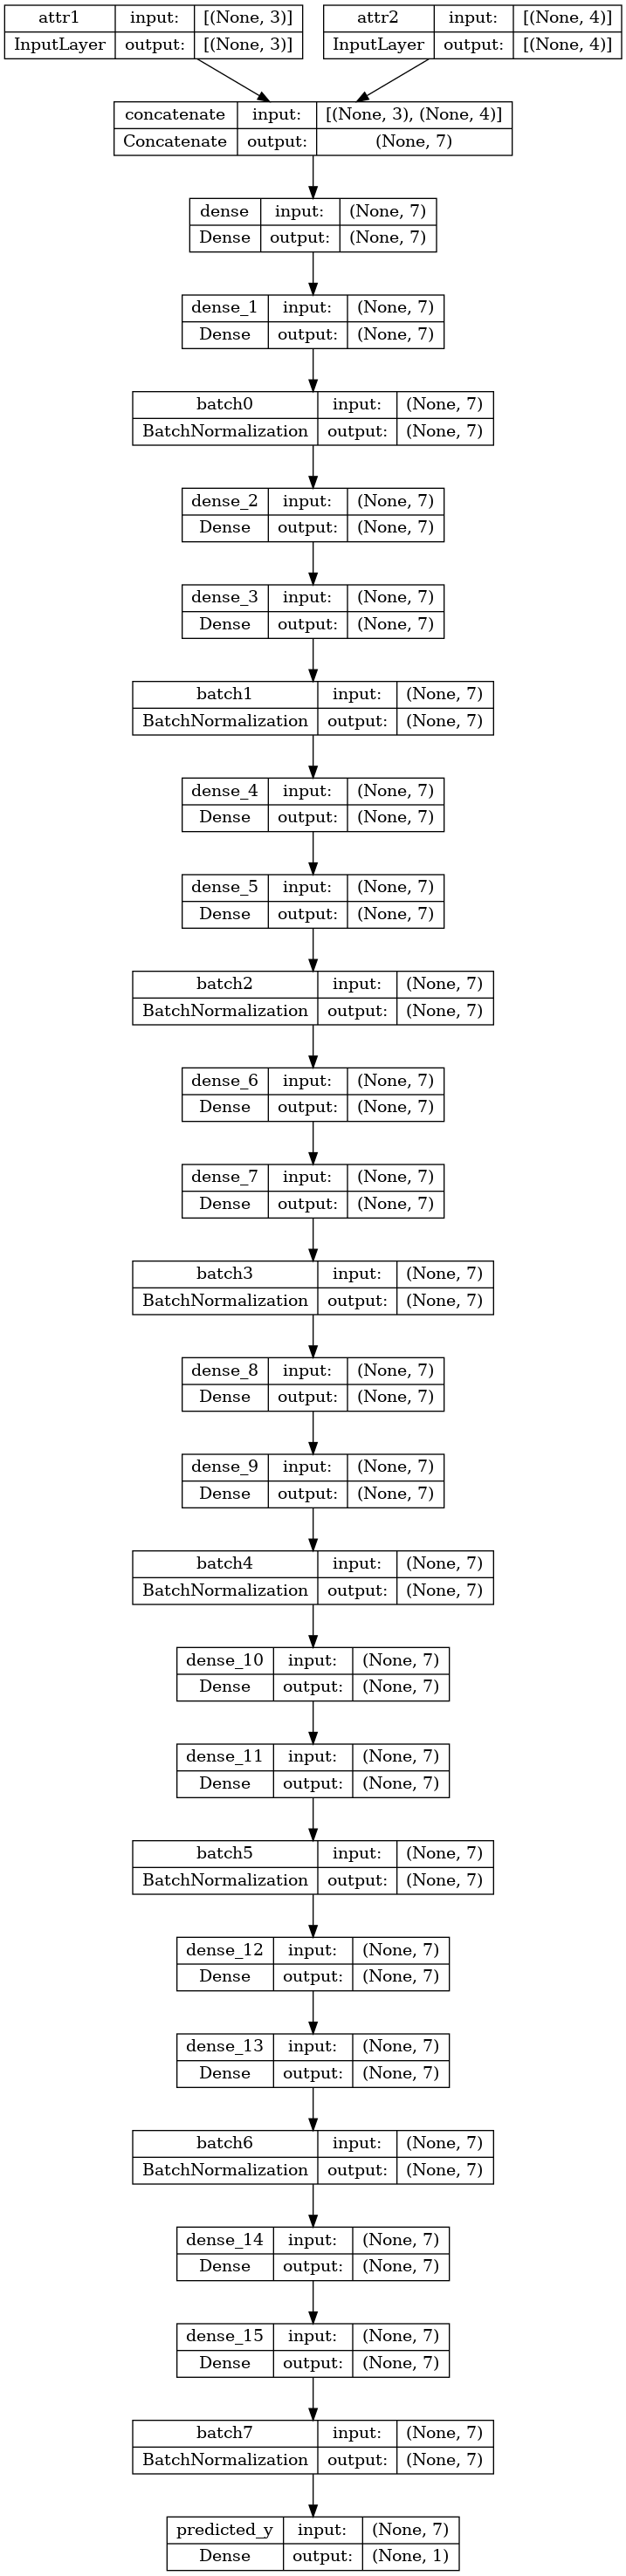 attr1 input: [(None, 3)]
InputLayer output: [(None, 3)]
attr2 input: [(None, 4)]
InputLayer output: [(None, 4)]
concatenate input: [(None, 3), (None, 4)]
Concatenate output: (None, 7)
dense input: (None, 7)
Dense output: (None, 7)
dense_1 input: (None, 7)
Dense output: (None, 7)
batch0 input: (None, 7)
BatchNormalization output: (None, 7)
dense_2 input: (None, 7)
Dense output: (None, 7)
dense_3 input: (None, 7)
Dense output: (None, 7)
batch1 input: (None, 7)
BatchNormalization output: (None, 7)
dense_4 input: (None, 7)
Dense output: (None, 7)
dense_5 input: (None, 7)
Dense output: (None, 7)
batch2 input: (None, 7)
BatchNormalization output: (None, 7)
dense_6 input: (None, 7)
Dense output: (None, 7)
dense_7 input: (None, 7)
Dense output: (None, 7)
batch3 input: (None, 7)
BatchNormalization output: (None, 7)
dense_8 input: (None, 7)
Dense output: (None, 7)
dense_9 input: (None, 7)
Dense output: (None, 7)
batch4 input: (None, 7)
BatchNormalization output: (None, 7)
dense_10 input: (None, 7)
Dense output: (None, 7)
dense_11 input: (None, 7)
Dense output: (None, 7)
batch5 input: (None, 7)
BatchNormalization output: (None, 7)
dense_12 input: (None, 7)
Dense output: (None, 7)
dense_13 input: (None, 7)
Dense output: (None, 7)
batch6 input: (None, 7)
BatchNormalization output: (None, 7)
dense_14 input: (None, 7)
Dense output: (None, 7)
dense_15 input: (None, 7)
Dense output: (None, 7)
batch7 input: (None, 7)
BatchNormalization output: (None, 7)
predicted_y input: (None, 7)
Dense output: (None, 1)